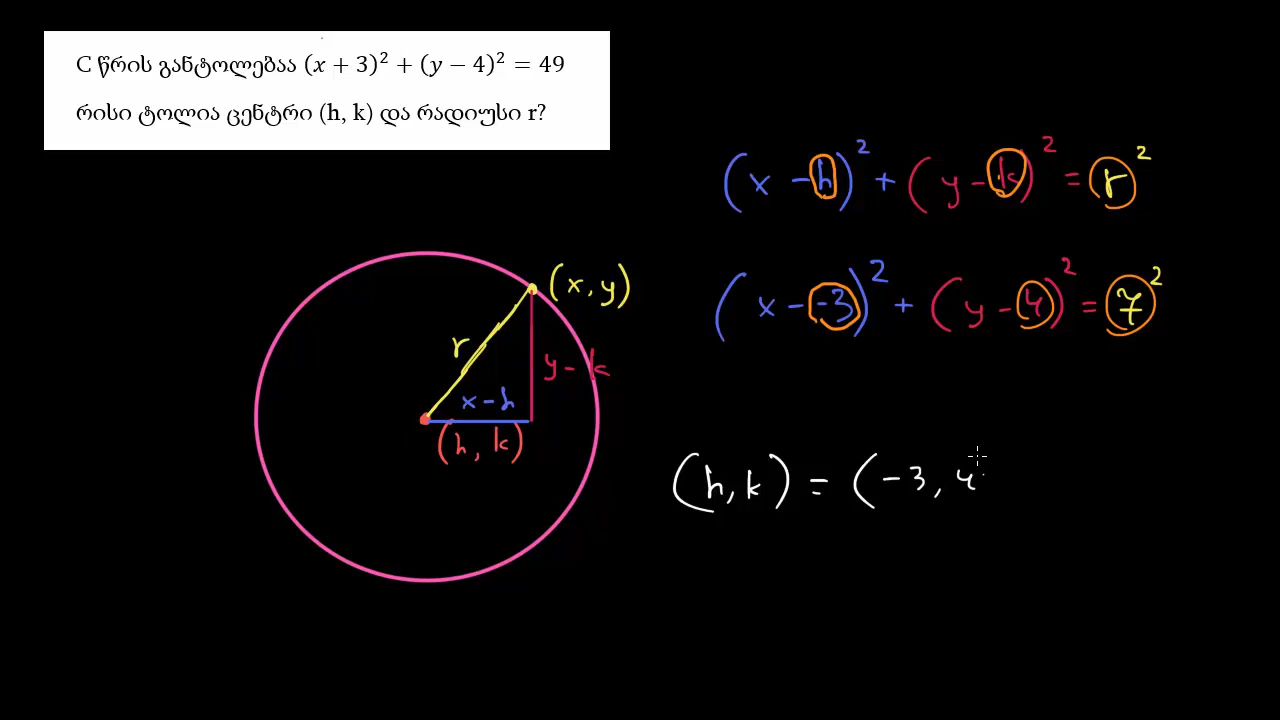 C წრის განტოლებაა (x + 3)² + (y − 4)² = 49
რისი ტოლია ცენტრი (h, k) და რადიუსი r?
(x − h)² + (y − k)² = r²
(x − -3)² + (y − 4)² = 7²
(x, y)
r
y − k
x − h
(h, k)
(h, k) = (−3, 4